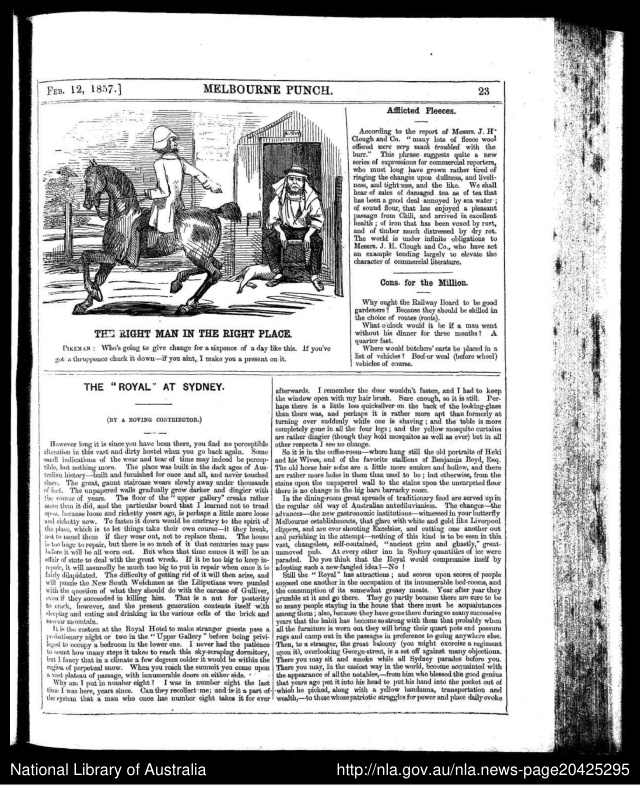 FEB. 12, 1857.]
MELBOURNE PUNCH.
23
THE RIGHT MAN IN THE RIGHT PLACE.
PIKEMAN: Who's going to give change for a sixpence of a day like this. If you've
got a thruppence chuck it down—if you aint, I make you a present on it.
Afflicted Fleeces.
According to the report of Messrs. J. H
Clough and Co. "many lots of fleece wool
offered were very much troubled with the
burr." This phrase suggests quite a new
series of expressions for commercial reporters,
who must long have grown rather tired of
ringing the changes upon dullness, and liveli-
ness, and tightness, and the like. We shall
hear of sales of damaged tea as of tea that
has been a good deal annoyed by sea water;
of sound flour, that has enjoyed a pleasant
passage from Chili, and arrived in excellent
health; of iron that has been vexed by rust,
and of timber much distressed by dry rot.
The world is under infinite obligations to
Messrs. J. H. Clough and Co., who have set
an example tending largely to elevate the
character of commercial literature.
Cons. for the Million.
Why ought the Railway Board to be good
gardeners? Because they should be skilled in
the choice of routes (roots).
What o'clock would it be if a man went
without his dinner for three months? A
quarter fast.
Where would butchers' carts be placed in a
list of vehicles? Beef-or weal (before wheel)
vehicles of course.
THE "ROYAL" AT SYDNEY.
(BY A ROVING CONTRIBUTOR.)
However long it is since you have been there, you find no perceptible
alteration in this vast and dirty hostel when you go back again. Some
small indications of the wear and tear of time may indeed be percep-
tible, but nothing more. The place was built in the dark ages of Aus-
tralian history—built and furnished for once and all, and never touched
since. The great, gaunt staircase wears slowly away under thousands
of feet. The unpapered walls gradually grow darker and dingier with
the course of years. The floor of the "upper gallery" creaks rather
more than it did, and the particular board that I learned not to tread
upon, because loose and ricketty years ago, is perhaps a little more loose
and ricketty now. To fasten it down would be contrary to the spirit of
the place, which is to let things take their own course—if they break,
not to mend them if they wear out, not to replace them. The house
is too huge to repair, but there is so much of it that centuries may pass
before it will be all worn out. But when that time comes it will be an
affair of state to deal with the great wreck. If it be too big to keep in
repair, it will assuredly be much too big to put in repair when once it is
fairly dilapidated. The difficulty of getting rid of it will then arise, and
will puzzle the New South Welchmen as the Liliputians were puzzled
with the question of what they should do with the carcase of Gulliver,
even if they succeeded in killing him. That is a nut for posterity
to crack, however, and the present generation contents itself with
sleeping and eating and drinking in the various cells of the brick and
mortar mountain.
It is the custom at the Royal Hotel to make stranger guests pass a
probationary night or two in the "Upper Gallery" before being privi-
leged to occupy a bedroom in the lower one. I never had the patience
to count how many steps it takes to reach this sky-scraping dormitory,
but I fancy that in a climate a few degrees colder it would be within the
region of perpetual snow. When you reach the summit you come upon
a vast plateau of passage, with innumerable doors on either side.
Why am I put in number eight? I was in number eight the last
time I was here, years since. Can they recollect me; and is it a part of
the system that a man who once has number eight takes it for ever
afterwards. I remember the door wouldn't fasten, and I had to keep
the window open with my hair brush. Sure enough, so it is still. Per-
haps there is a little less quicksilver on the back of the looking-glass
than there was, and perhaps it is rather more apt than formerly at
turning over suddenly while one is shaving; and the table is more
completely gone in all the four legs; and the yellow mosquito curtains
are rather dingier (though they hold mosquitos as well as ever) but in all
other respects I see no change.
So it is in the coffee-room—where hang still the old portraits of Heki
and his Wives, and of the favorite stallions of Benjamin Boyd, Esq.
The old horse hair sofas are a little more sunken and hollow, and there
are rather more holes in them than used to be; but otherwise, from the
stains upon the unpapered wall to the stains upon the uncarpeted floor
there is no change in the big bare barracky room.
In the dining-room great spreads of traditionary food are served up in
the regular old way of Australian antediluvianism. The changes—the
advances—the new gastronomic institutions—witnessed in your butterfly
Melbourne establishments, that glare with white and gold like Liverpool
clippers, and are ever shouting Excelsior, and cutting one another out
and perishing in the attempt—nothing of this kind is to be seen in this
vast, changeless, self-contained, "ancient grim and ghastly," great-
unmoved pub. At every other inn in Sydney quantities of ice were
paraded. Do you think that the Royal would compromise itself by
adopting such a new-fangled idea!—No!
Still the "Royal" has attractions; and scores upon scores of people
succeed one another in the occupation of its innumerable bed-rooms, and
the consumption of its somewhat greasy meats. Year after year they
grumble at it and go there. They go partly because there are sure to be
so many people staying in the house that there must be acquaintances
among them; also, because they have gone there during so many successive
years that the habit has become so strong with them that probably when
all the furniture is worn out they will bring their quart pots and possum
rugs and camp out in the passages in preference to going anywhere else.
Then, to a stranger, the great balcony (you might exercise a regiment
upon it), overlooking George-street, is a set off against many objections.
There you may sit and smoke while all Sydney parades before you.
There you may, in the easiest way in the world, become acquainted with
the appearance of all the notables,—from him who blessed the good genius
that years ago put it into his head to put his hand into the pocket out of
which he picked, along with a yellow bandanna, transportation and
wealth,—to those whose patriotic struggles for power and place daily evoke
National Library of Australia
http://nla.gov.au/nla.news-page20425295